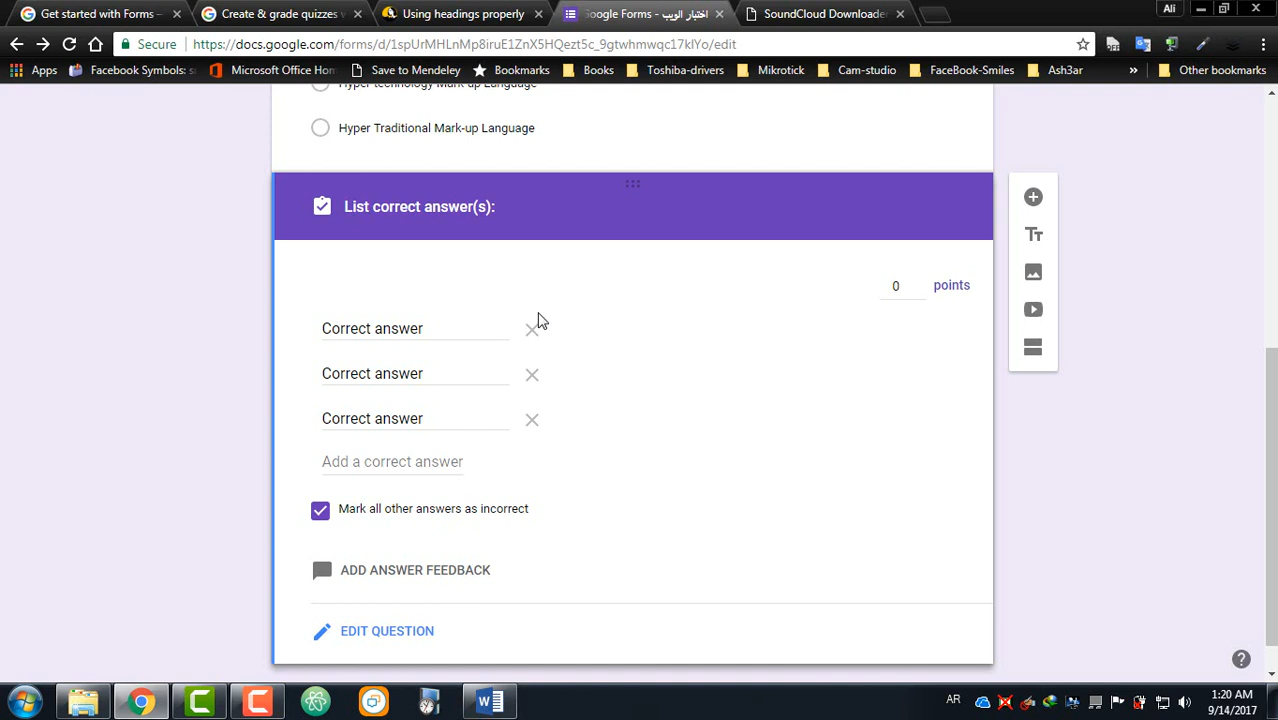 Get started with Forms –
Create & grade quizzes w
Using headings properly
اختبار الويب - Google Forms
SoundCloud Downloader
Ali
Secure
https://docs.google.com/forms/d/1spUrMHLnMp8iruE1ZnX5HQezt5c_9gtwhmwqc17klYo/edit
Apps
Facebook Symbols: s
Microsoft Office Hom
Save to Mendeley
Bookmarks
Books
Toshiba-drivers
Mikrotick
Cam-studio
FaceBook-Smiles
Ash3ar
»
Other bookmarks
Hyper technology Mark-up Language
Hyper Traditional Mark-up Language
List correct answer(s):
0 points
Correct answer
Correct answer
Correct answer
Add a correct answer
Mark all other answers as incorrect
ADD ANSWER FEEDBACK
EDIT QUESTION
AR
1:20 AM
9/14/2017